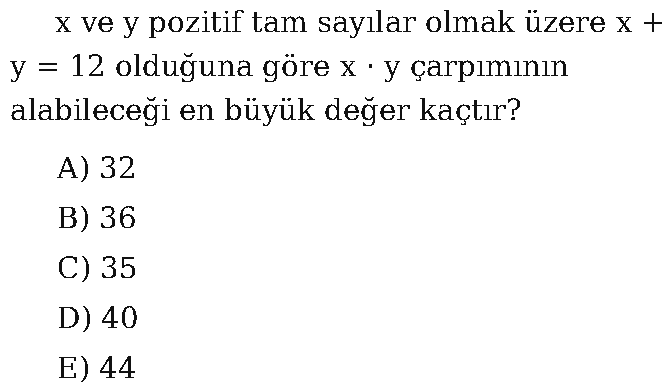 x ve y pozitif tam sayılar olmak üzere x +
y = 12 olduğuna göre x · y çarpımının
alabileceği en büyük değer kaçtır?
A) 32
B) 36
C) 35
D) 40
E) 44